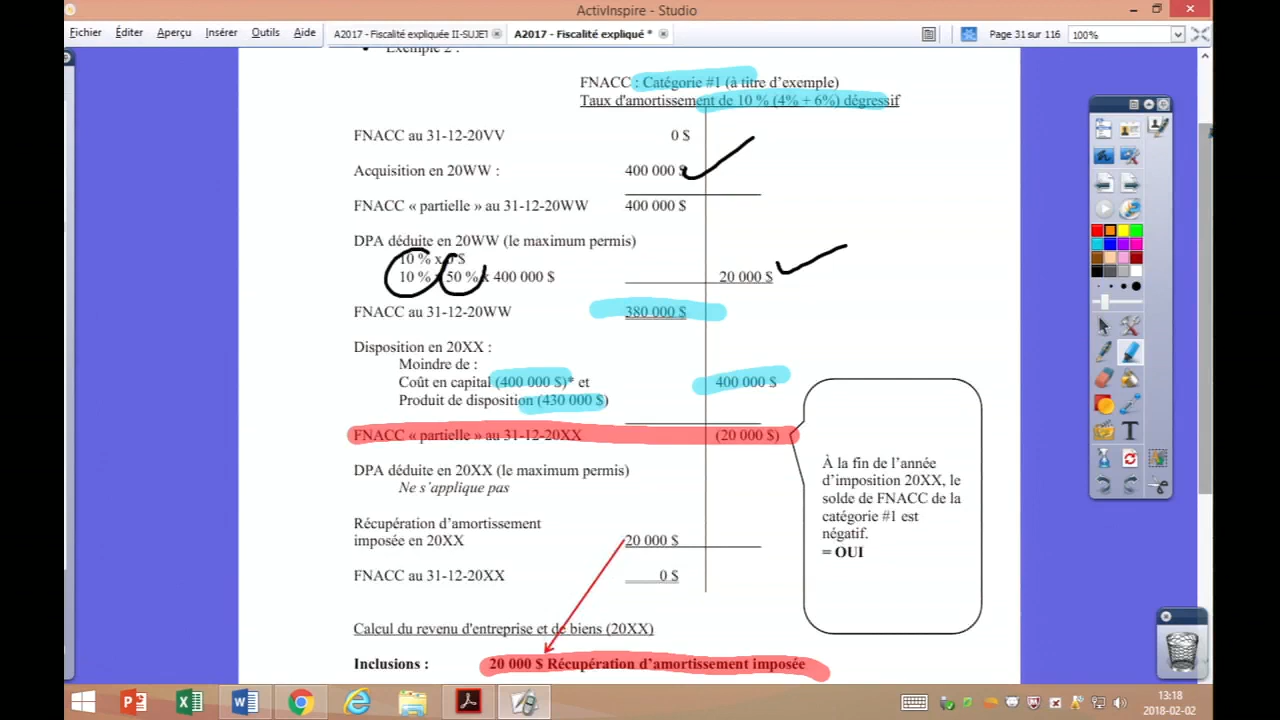 ActivInspire - Studio
Fichier Éditer Aperçu Insérer Outils Aide
A2017 - Fiscalité expliquée II-SUJET
A2017 - Fiscalité expliqué *
Page 31 sur 116
100%
• Exemple 2 :
FNACC : Catégorie #1 (à titre d'exemple)
Taux d'amortissement de 10 % (4% + 6%) dégressif
FNACC au 31-12-20VV 0 $
Acquisition en 20WW : 400 000 $
FNACC « partielle » au 31-12-20WW 400 000 $
DPA déduite en 20WW (le maximum permis)
10 % x 0 $
10 % x 50 % x 400 000 $ 20 000 $
FNACC au 31-12-20WW 380 000 $
Disposition en 20XX :
Moindre de :
Coût en capital (400 000 $)* et 400 000 $
Produit de disposition (430 000 $)
FNACC « partielle » au 31-12-20XX (20 000 $)
DPA déduite en 20XX (le maximum permis)
Ne s'applique pas
Récupération d'amortissement
imposée en 20XX 20 000 $
FNACC au 31-12-20XX 0 $
À la fin de l'année
d'imposition 20XX, le
solde de FNACC de la
catégorie #1 est
négatif.
= OUI
Calcul du revenu d'entreprise et de biens (20XX)
Inclusions : 20 000 $ Récupération d'amortissement imposée
13:18
2018-02-02